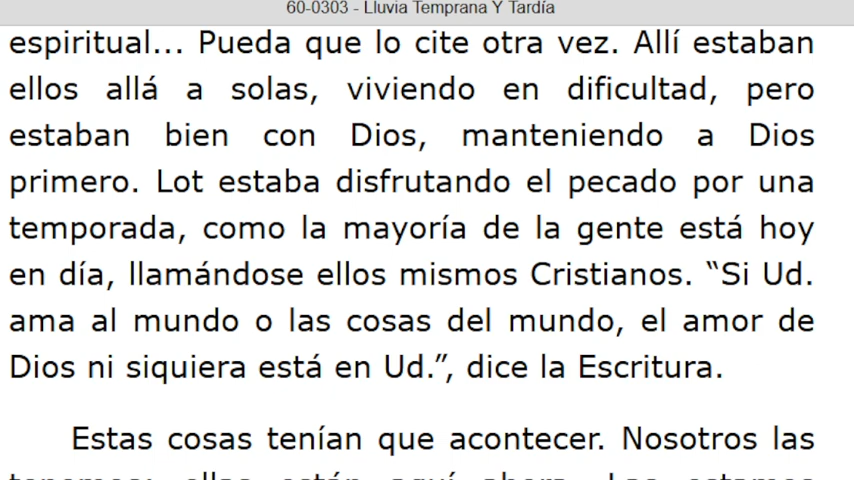 60-0303 - Lluvia Temprana Y Tardía
espiritual... Pueda que lo cite otra vez. Allí estaban
ellos allá a solas, viviendo en dificultad, pero
estaban bien con Dios, manteniendo a Dios
primero. Lot estaba disfrutando el pecado por una
temporada, como la mayoría de la gente está hoy
en día, llamándose ellos mismos Cristianos. “Si Ud.
ama al mundo o las cosas del mundo, el amor de
Dios ni siquiera está en Ud.”, dice la Escritura.
Estas cosas tenían que acontecer. Nosotros las